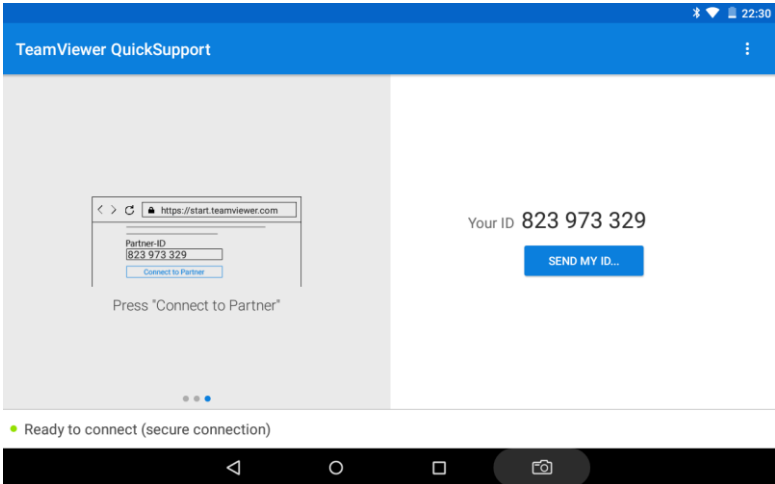 22:30
TeamViewer QuickSupport
https://start.teamviewer.com
Partner-ID
823 973 329
Connect to Partner
Press "Connect to Partner"
Your ID 823 973 329
SEND MY ID...
Ready to connect (secure connection)